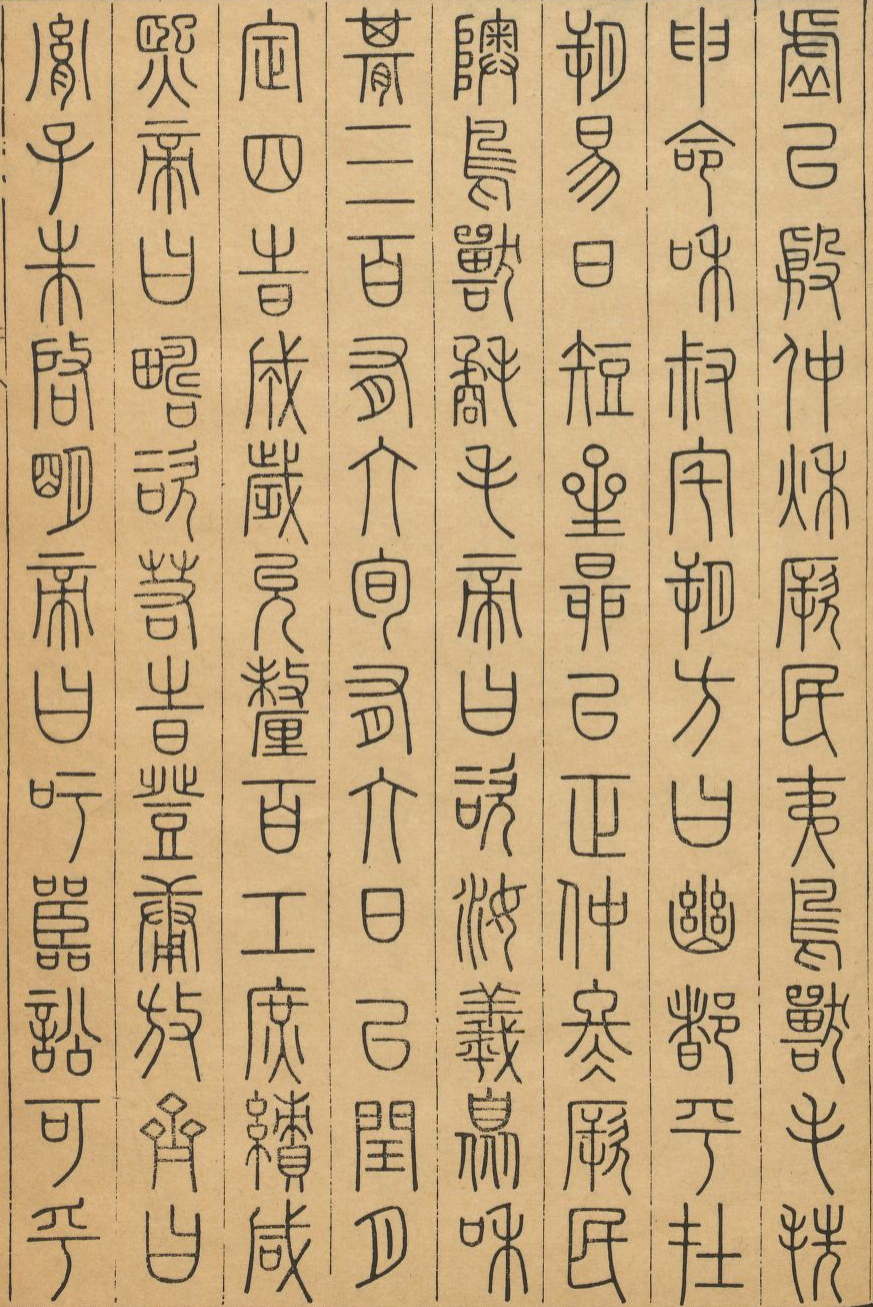 虛以殷仲秋厥民夷鳥獸毛毨
申命和叔宅朔方曰幽都平在
朔易日短星昴以正仲冬厥民
隩鳥獸氄毛帝曰咨汝羲暨和
朞三百有六旬有六日以閏月
定四時成歲允釐百工庶績咸
熙帝曰疇咨若時登庸放齊曰
胤子朱啓明帝曰吁嚚訟可乎